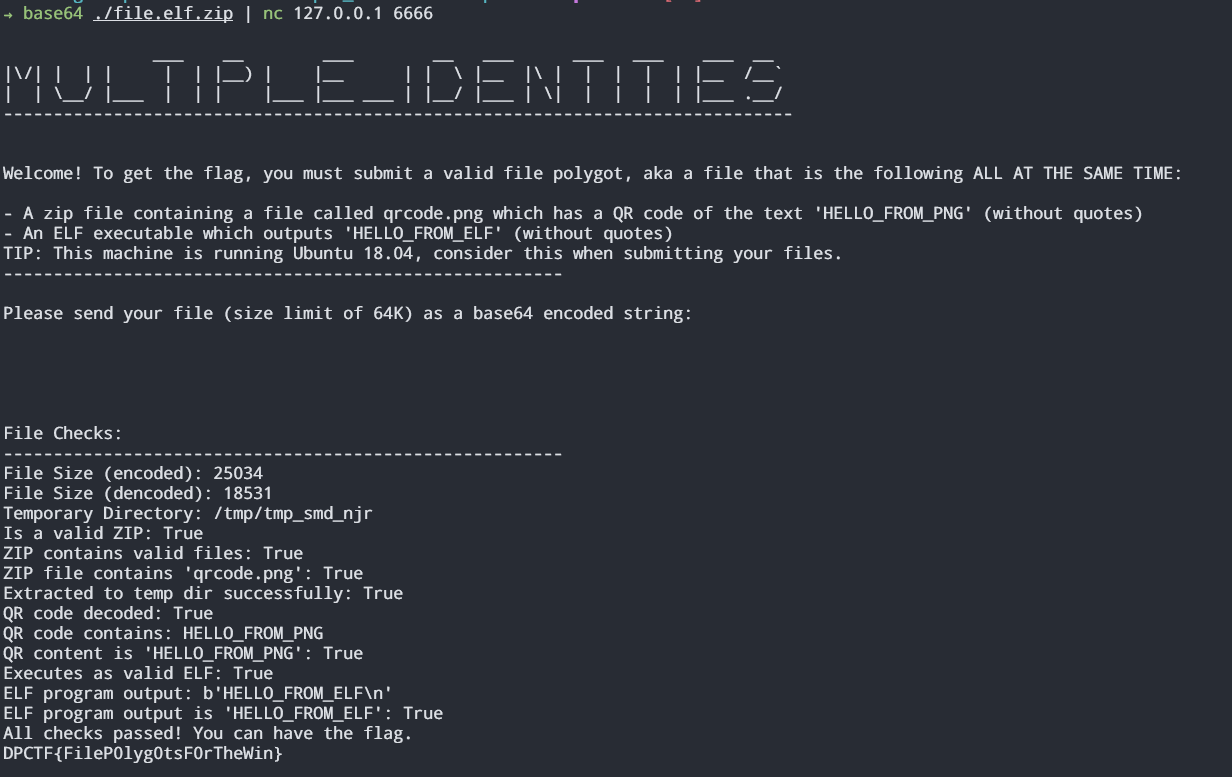 → base64 ./file.elf.zip | nc 127.0.0.1 6666
MULTIPLE_IDENTITIES
-------------------------------------------------------------------------------
Welcome! To get the flag, you must submit a valid file polygot, aka a file that is the following ALL AT THE SAME TIME:
- A zip file containing a file called qrcode.png which has a QR code of the text 'HELLO_FROM_PNG' (without quotes)
- An ELF executable which outputs 'HELLO_FROM_ELF' (without quotes)
TIP: This machine is running Ubuntu 18.04, consider this when submitting your files.
--------------------------------------------------------
Please send your file (size limit of 64K) as a base64 encoded string:
File Checks:
--------------------------------------------------------
File Size (encoded): 25034
File Size (dencoded): 18531
Temporary Directory: /tmp/tmp_smd_njr
Is a valid ZIP: True
ZIP contains valid files: True
ZIP file contains 'qrcode.png': True
Extracted to temp dir successfully: True
QR code decoded: True
QR code contains: HELLO_FROM_PNG
QR content is 'HELLO_FROM_PNG': True
Executes as valid ELF: True
ELF program output: b'HELLO_FROM_ELF\n'
ELF program output is 'HELLO_FROM_ELF': True
All checks passed! You can have the flag.
DPCTF{FileP0lyg0tsF0rTheWin}